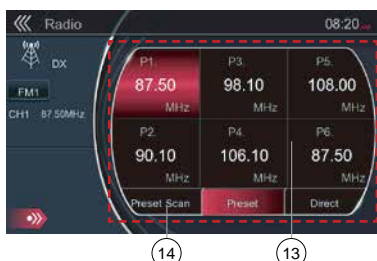 Radio
08:20
DX
FM1
CH1 87.50MHz
P1.
87.50
MHz
P3.
98.10
MHz
P5.
108.00
MHz
P2.
90.10
MHz
P4.
106.10
MHz
P6.
87.50
MHz
Preset Scan
Preset
Direct
14
13